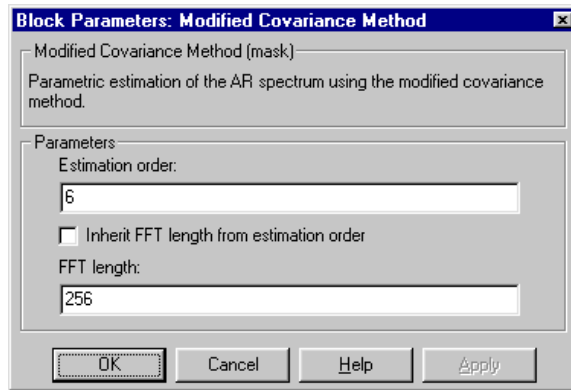 Block Parameters: Modified Covariance Method
Modified Covariance Method (mask)
Parametric estimation of the AR spectrum using the modified covariance
method.
Parameters
Estimation order:
6
Inherit FFT length from estimation order
FFT length:
256
OK Cancel Help Apply